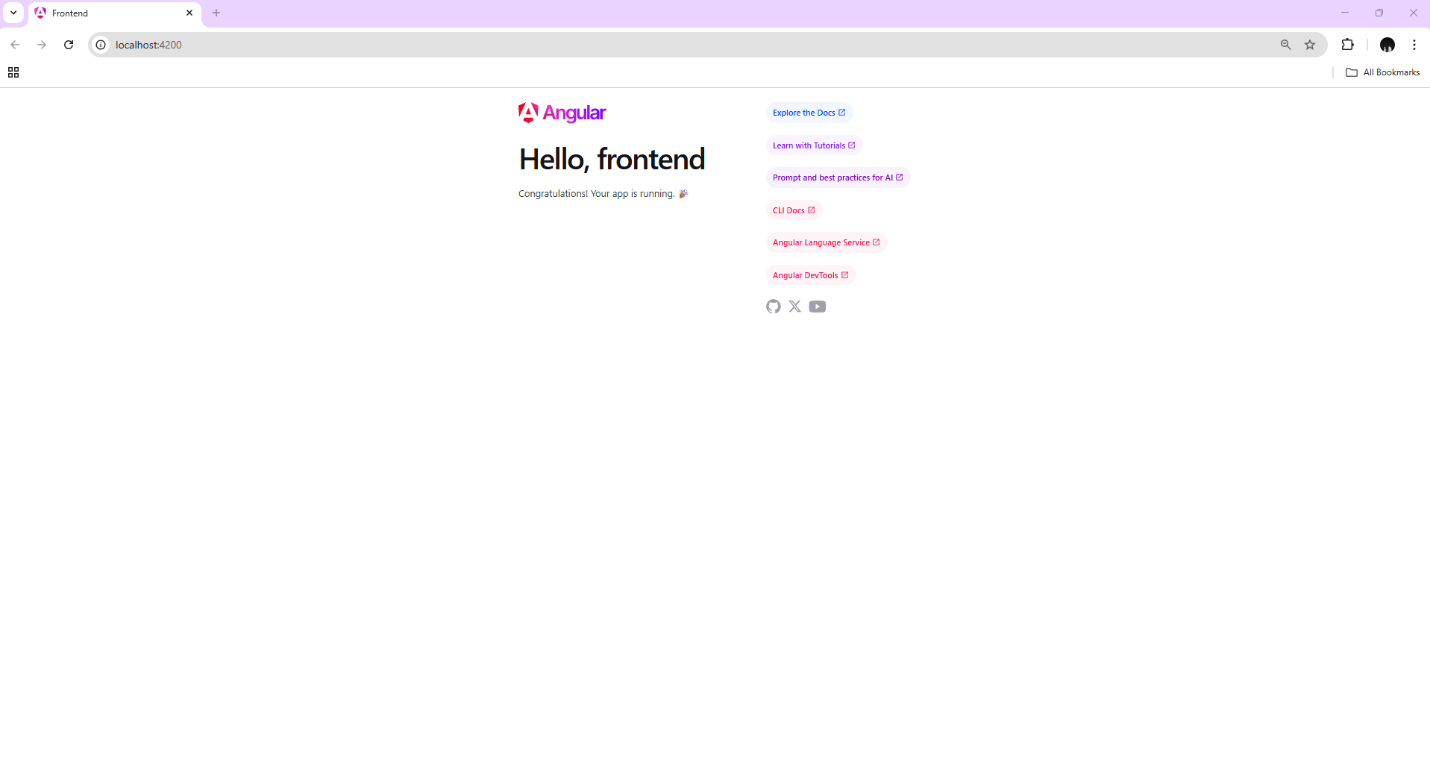 Frontend
localhost:4200
All Bookmarks
Angular
Hello, frontend
Congratulations! Your app is running. 🎉
Explore the Docs
Learn with Tutorials
Prompt and best practices for AI
CLI Docs
Angular Language Service
Angular DevTools